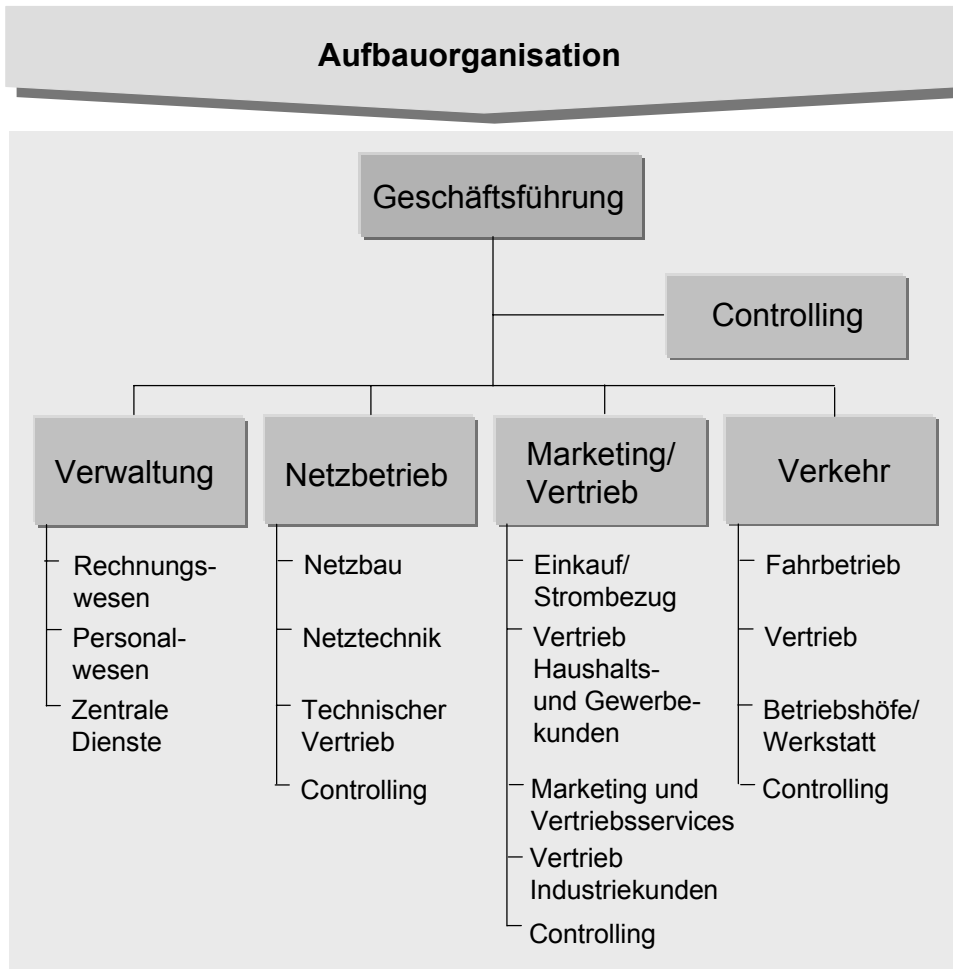 Aufbauorganisation
Geschäftsführung
Controlling
Verwaltung
Rechnungs-
wesen
Personal-
wesen
Zentrale
Dienste
Netzbetrieb
Netzbau
Netztechnik
Technischer
Vertrieb
Controlling
Marketing/
Vertrieb
Einkauf/
Strombezug
Vertrieb
Haushalts-
und Gewerbe-
kunden
Marketing und
Vertriebsservices
Vertrieb
Industriekunden
Controlling
Verkehr
Fahrbetrieb
Vertrieb
Betriebshöfe/
Werkstatt
Controlling